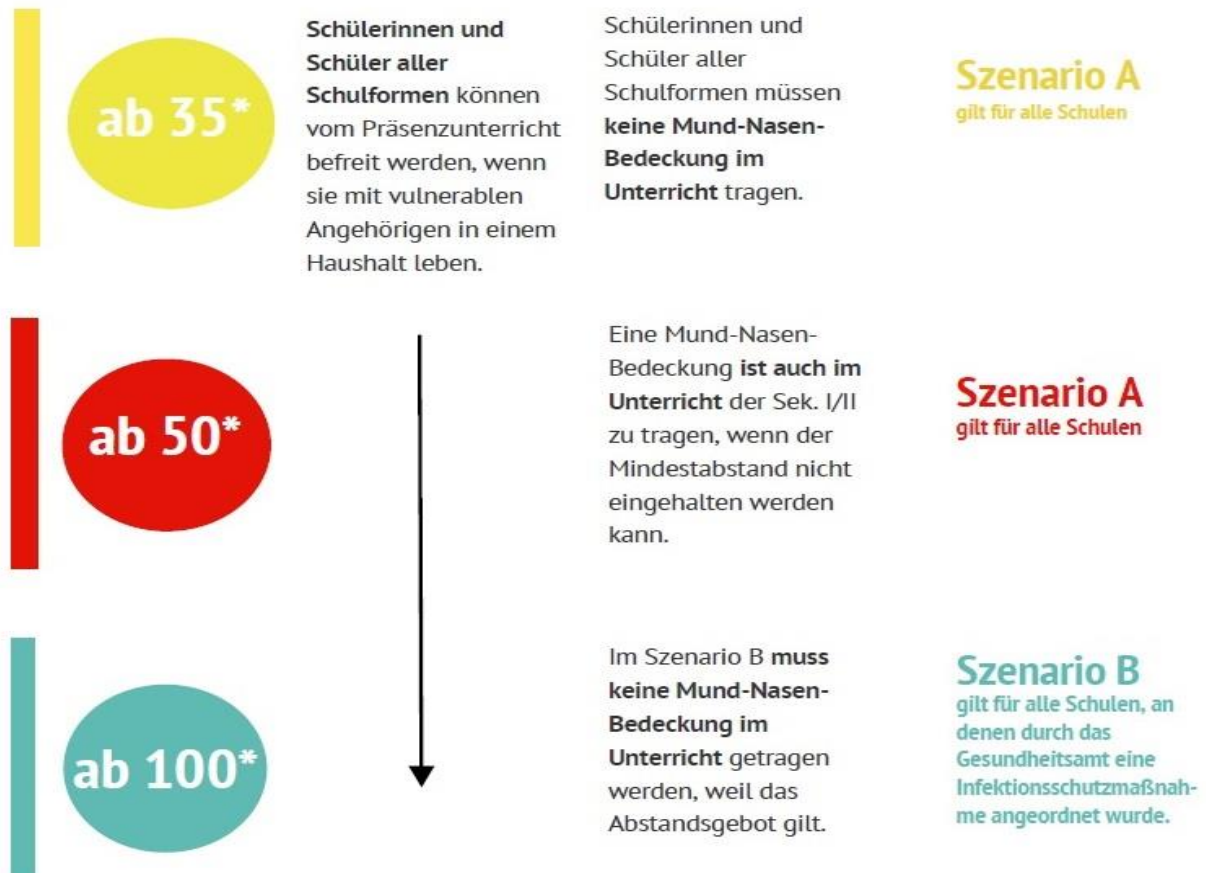 ab 35*
Schülerinnen und
Schüler aller
Schulformen können
vom Präsenzunterricht
befreit werden, wenn
sie mit vulnerablen
Angehörigen in einem
Haushalt leben.
Schülerinnen und
Schüler aller
Schulformen müssen
keine Mund-Nasen-
Bedeckung im
Unterricht tragen.
Szenario A
gilt für alle Schulen
ab 50*
Eine Mund-Nasen-
Bedeckung ist auch im
Unterricht der Sek. I/II
zu tragen, wenn der
Mindestabstand nicht
eingehalten werden
kann.
Szenario A
gilt für alle Schulen
ab 100*
Im Szenario B muss
keine Mund-Nasen-
Bedeckung im
Unterricht getragen
werden, weil das
Abstandsgebot gilt.
Szenario B
gilt für alle Schulen, an
denen durch das
Gesundheitsamt eine
Infektionsschutzmaßnah-
me angeordnet wurde.